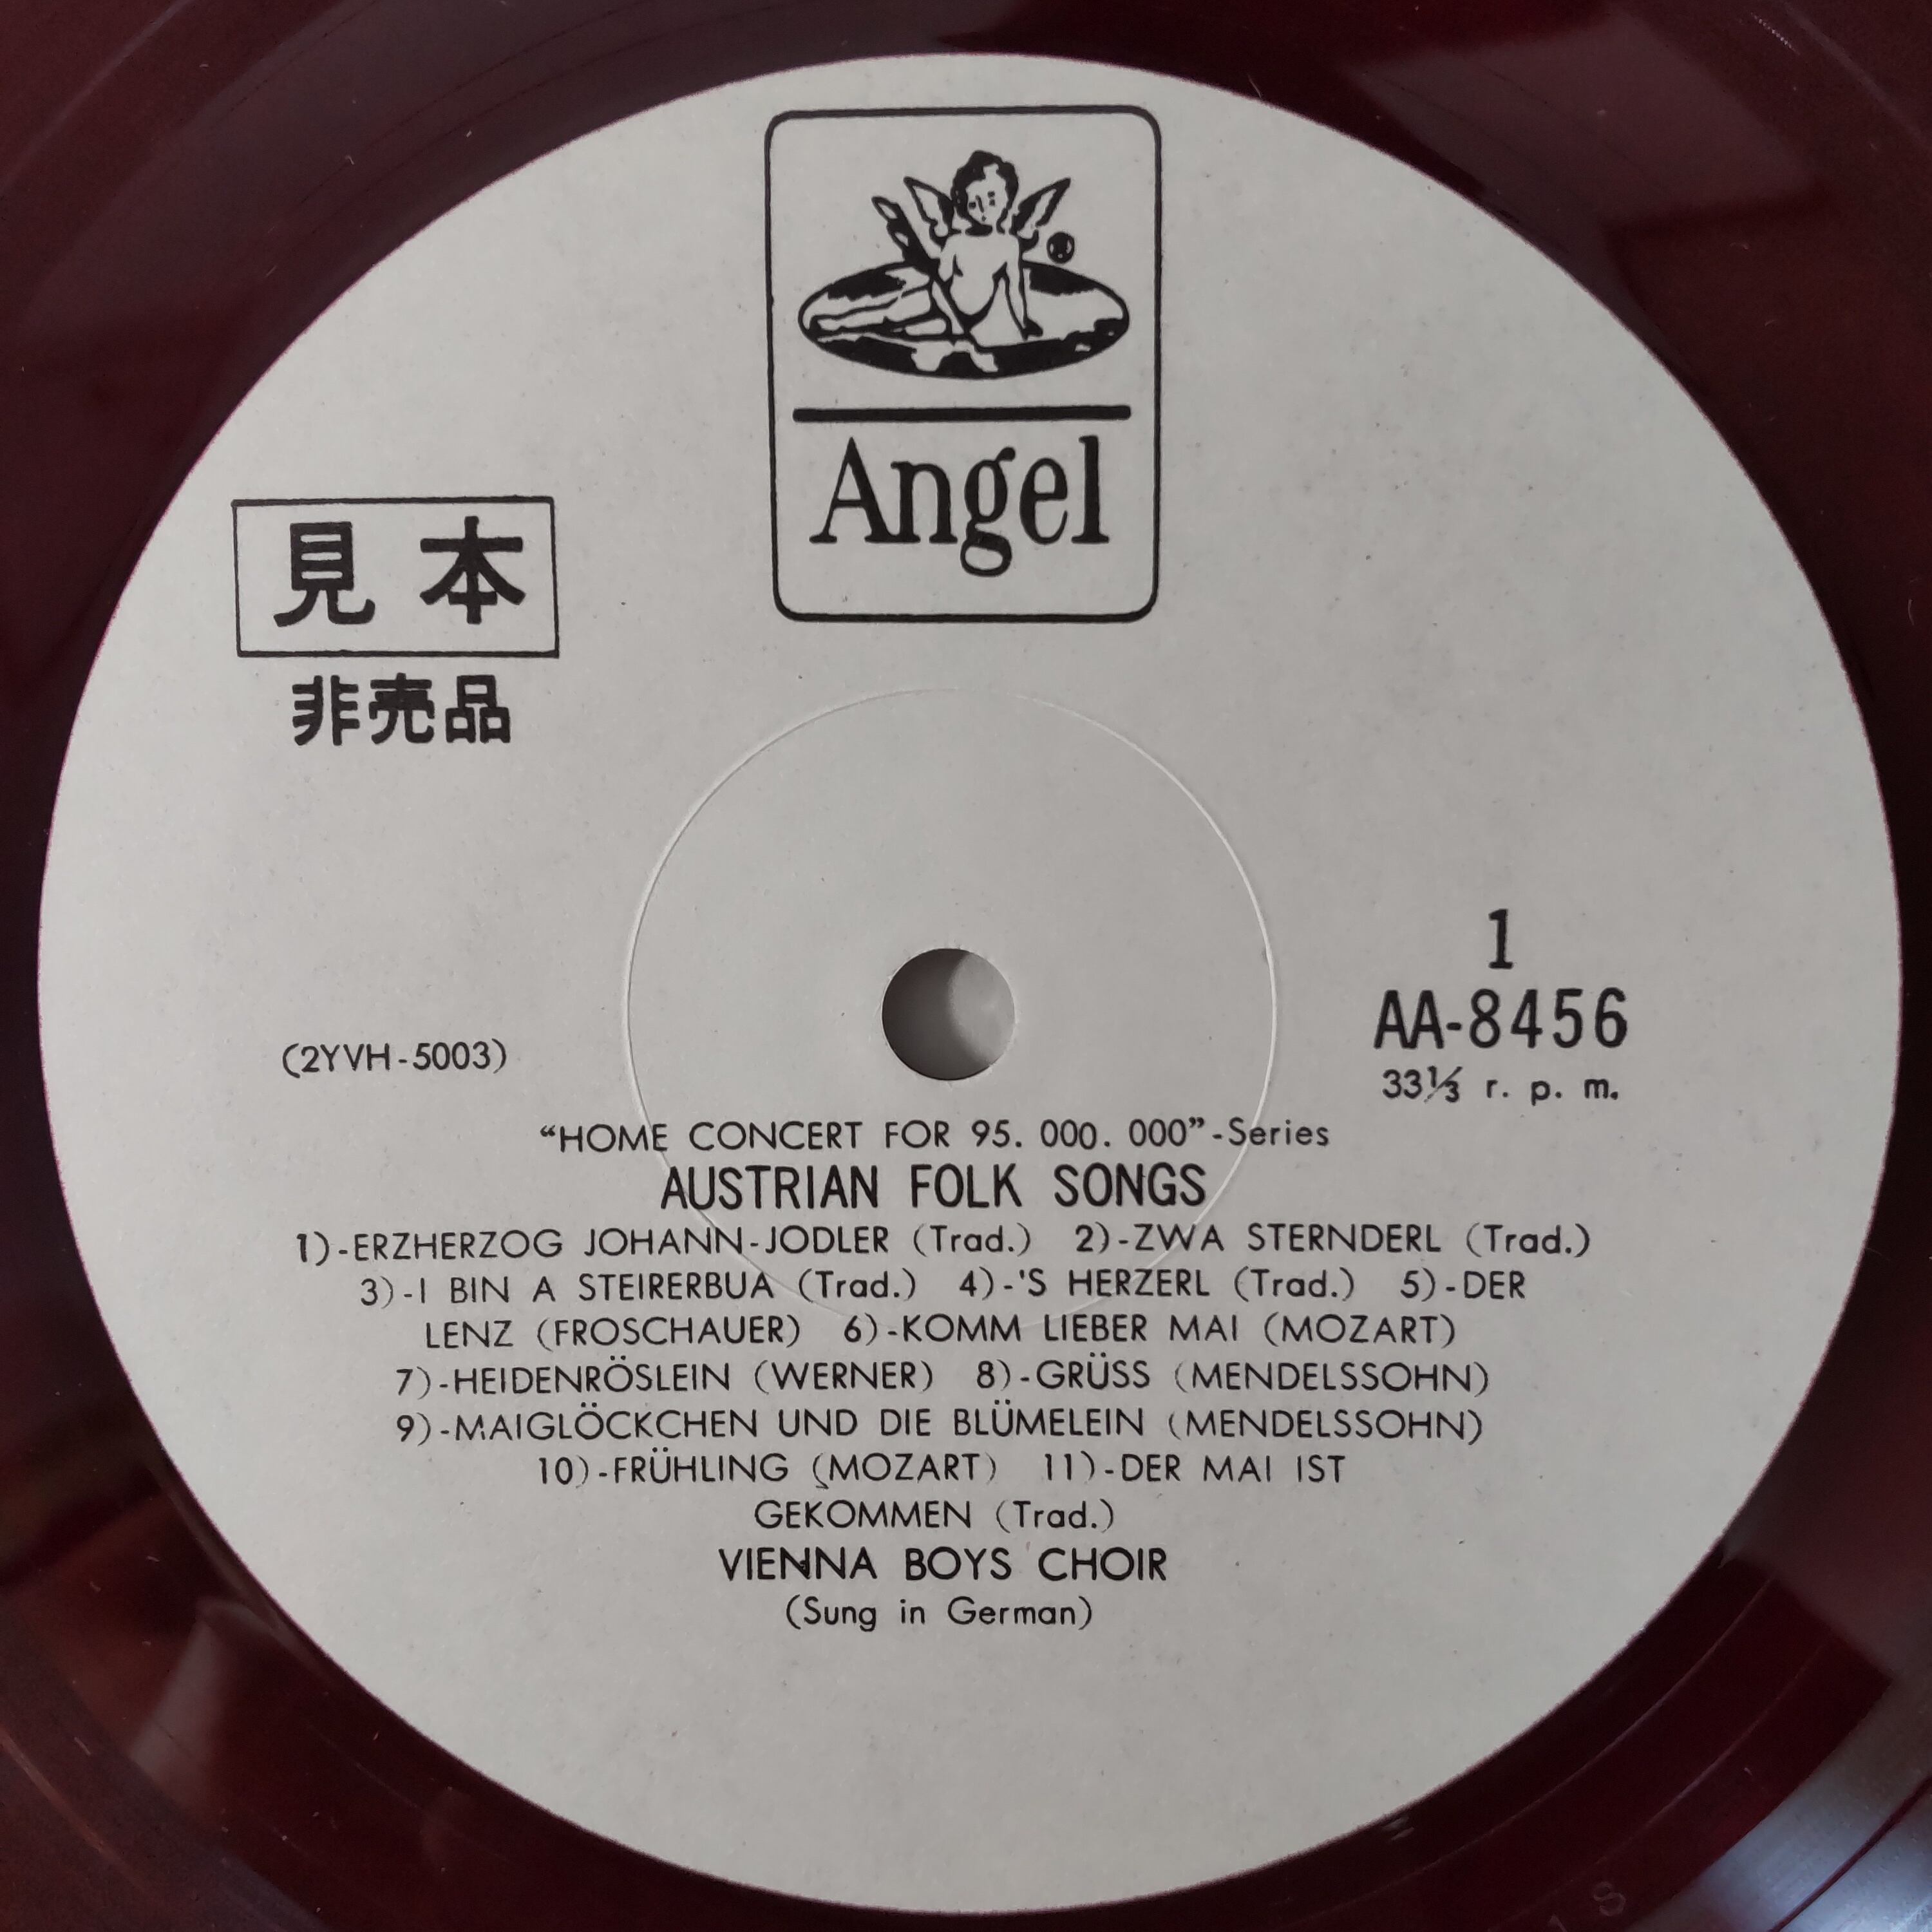 Angel
見本
非売品
1
AA-8456
33⅓ r. p. m.
(2YVH-5003)
“HOME CONCERT FOR 95. 000. 000”-Series
AUSTRIAN FOLK SONGS
1)-ERZHERZOG JOHANN-JODLER (Trad.) 2)-ZWA STERNDERL (Trad.)
3)-I BIN A STEIRERBUA (Trad.) 4)-'S HERZERL (Trad.) 5)-DER
LENZ (FROSCHAUER) 6)-KOMM LIEBER MAI (MOZART)
7)-HEIDENRÖSLEIN (WERNER) 8)-GRÜSS (MENDELSSOHN)
9)-MAIGLÖCKCHEN UND DIE BLÜMELEIN (MENDELSSOHN)
10)-FRÜHLING (MOZART) 11)-DER MAI IST
GEKOMMEN (Trad.)
VIENNA BOYS CHOIR
(Sung in German)